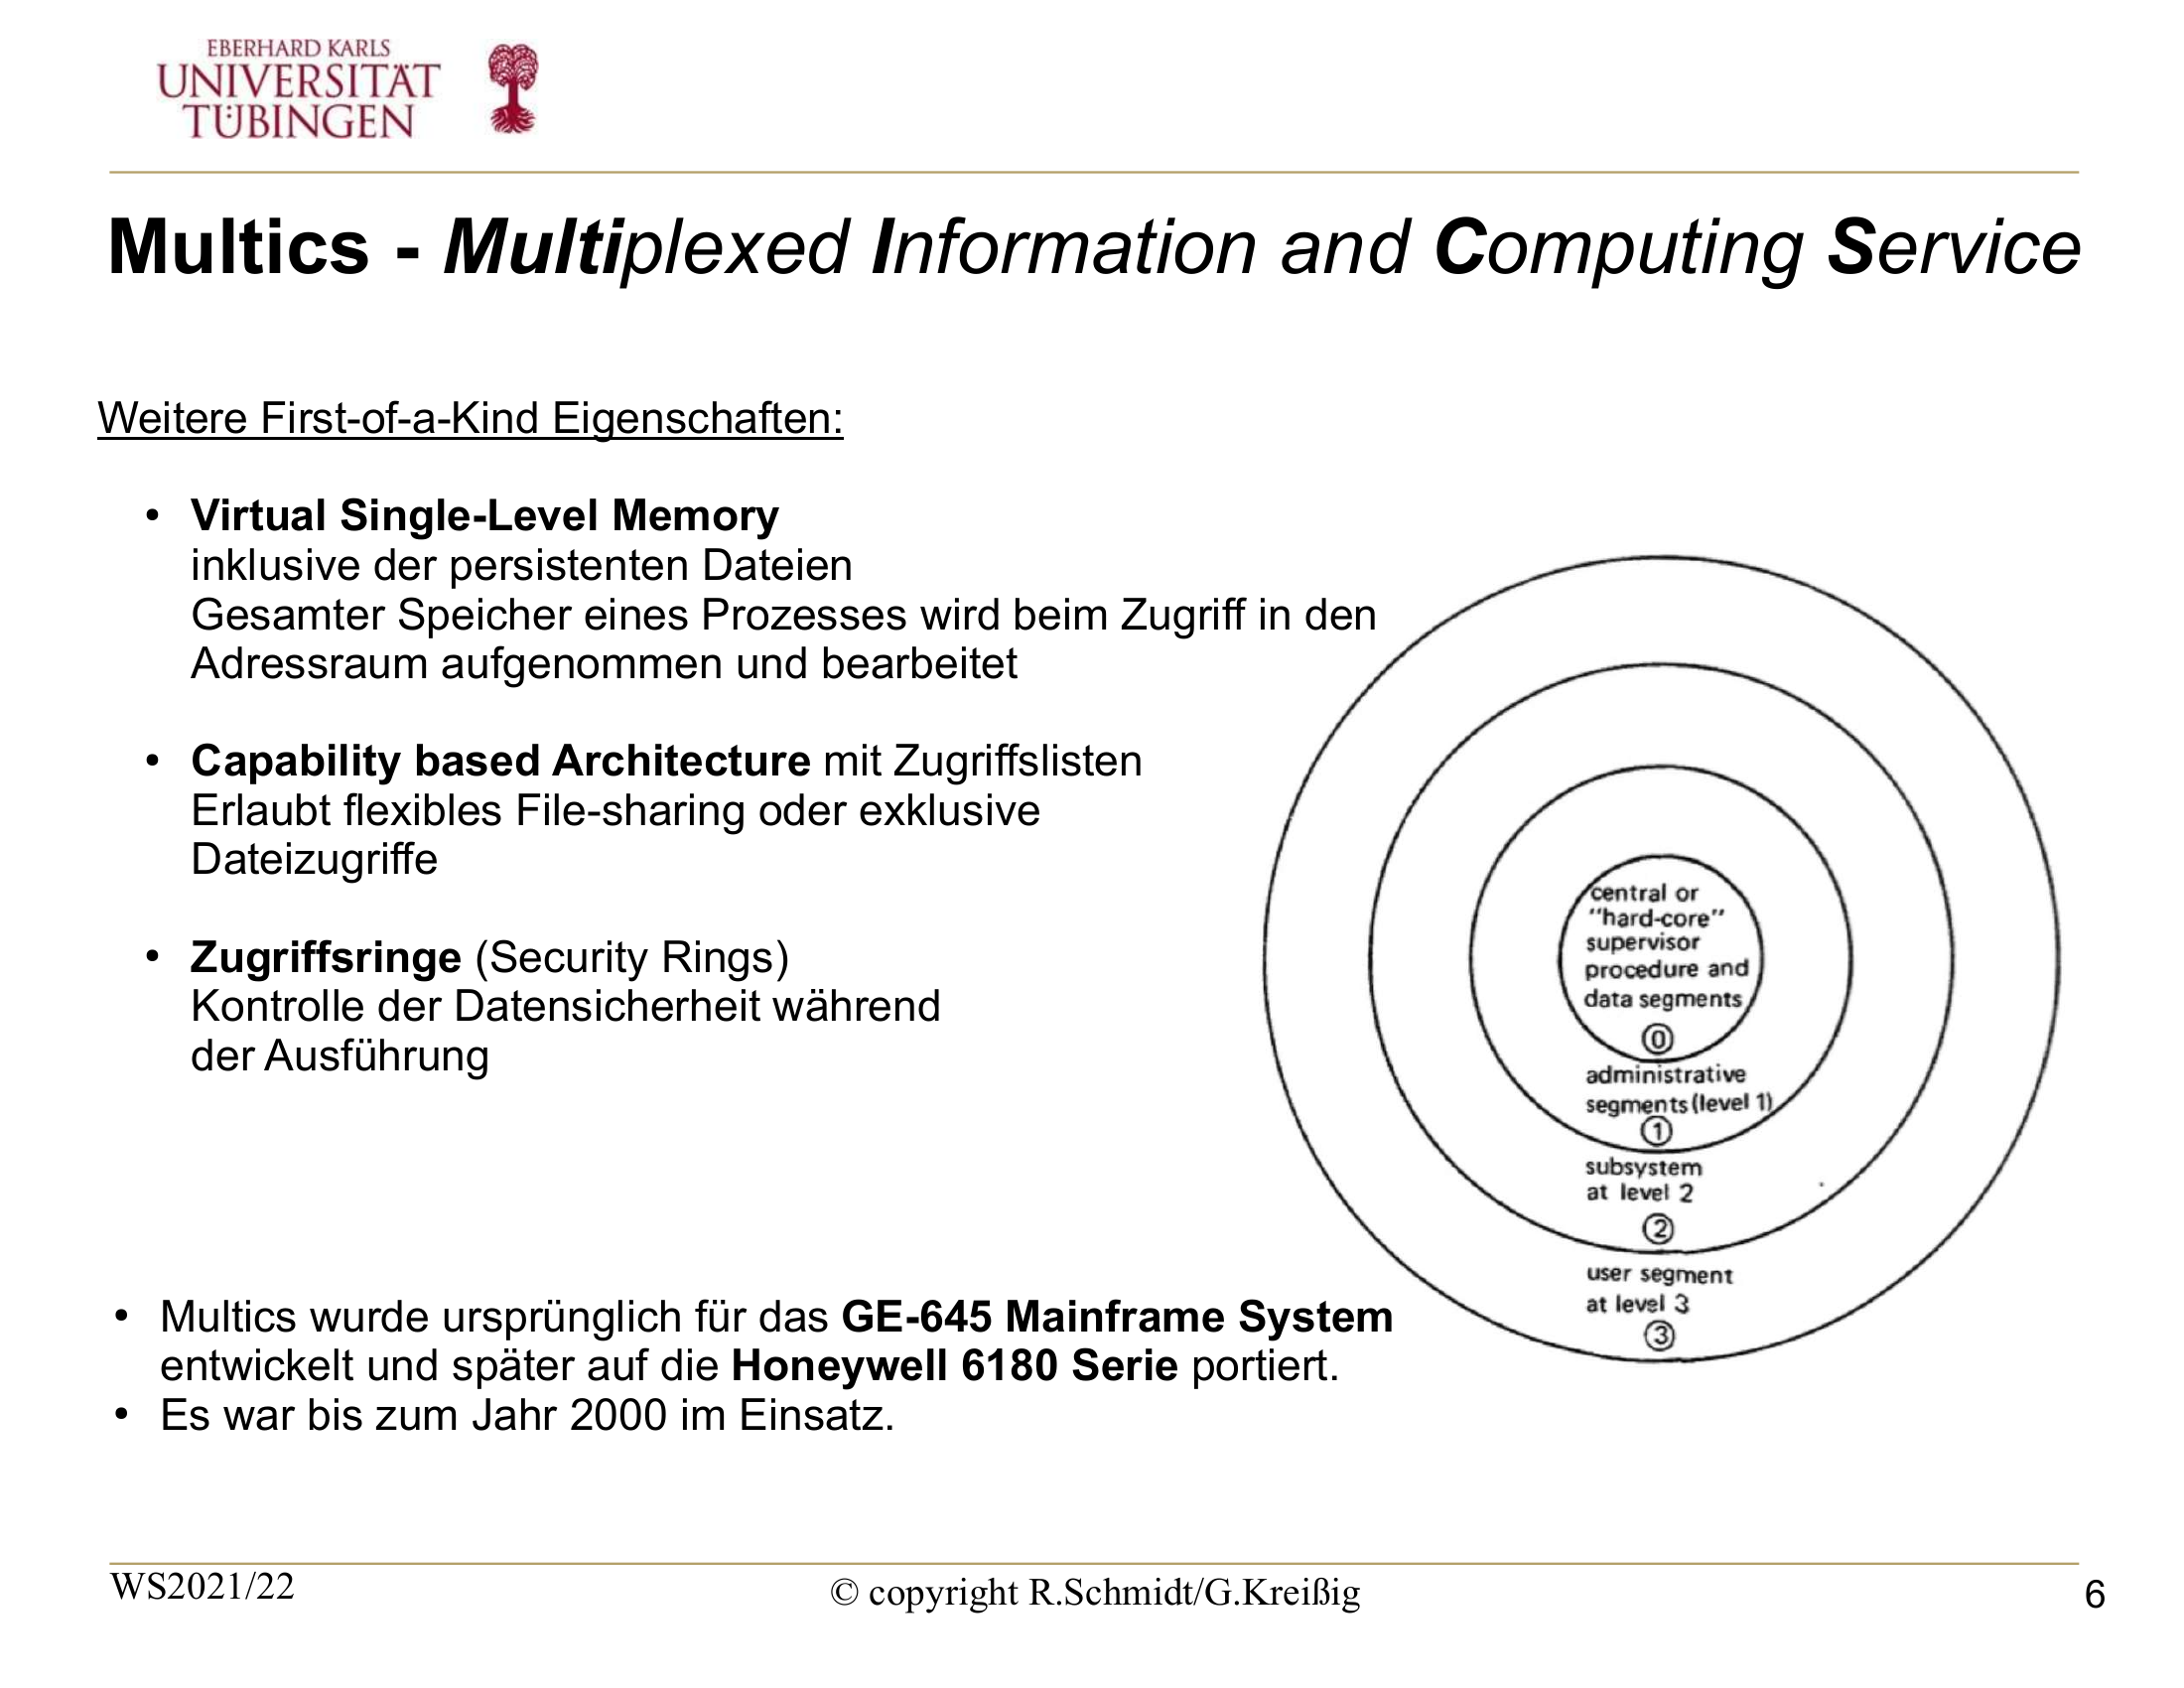 EBERHARD KARLS
UNIVERSITÄT
TÜBINGEN
Multics - Multiplexed Information and Computing Service
Weitere First-of-a-Kind Eigenschaften:
• Virtual Single-Level Memory
inklusive der persistenten Dateien
Gesamter Speicher eines Prozesses wird beim Zugriff in den
Adressraum aufgenommen und bearbeitet
• Capability based Architecture mit Zugriffslisten
Erlaubt flexibles File-sharing oder exklusive
Dateizugriffe
• Zugriffsringe (Security Rings)
Kontrolle der Datensicherheit während
der Ausführung
central or
"hard-core"
supervisor
procedure and
data segments
0
administrative
segments (level 1)
1
subsystem
at level 2
2
user segment
at level 3
3
• Multics wurde ursprünglich für das GE-645 Mainframe System
entwickelt und später auf die Honeywell 6180 Serie portiert.
• Es war bis zum Jahr 2000 im Einsatz.
WS2021/22
© copyright R.Schmidt/G.Kreißig
6